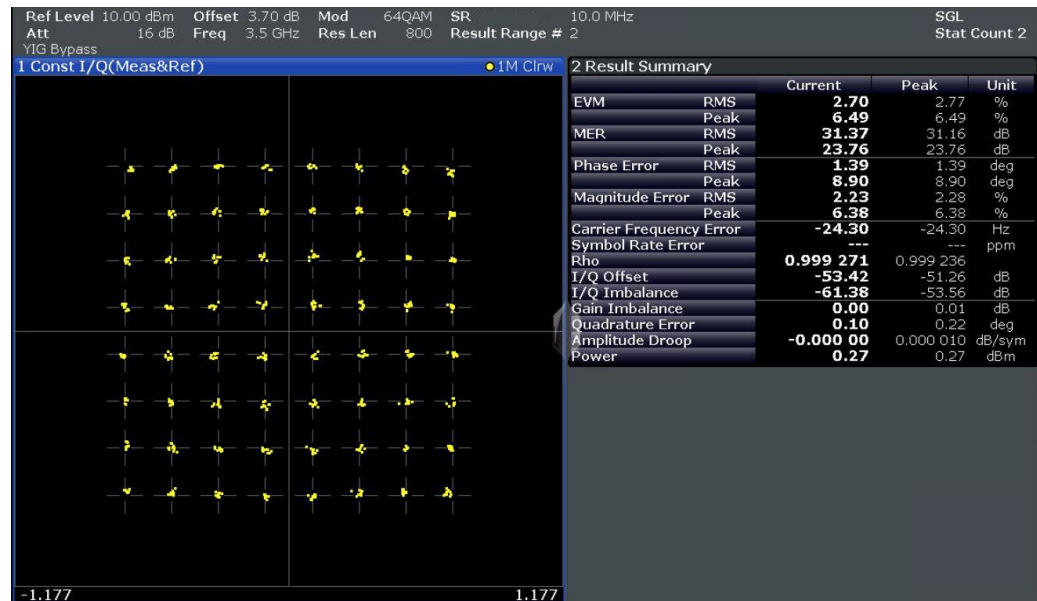 Ref Level 10.00 dBm Offset 3.70 dB Mod 64QAM SR 10.0 MHz SGL
Att 16 dB Freq 3.5 GHz Res Len 800 Result Range # 2 Stat Count 2
YIG Bypass
1 Const I/Q(Meas&Ref) 1M Clrw
-1.177 1.177
2 Result Summary
Current Peak Unit
EVM RMS 2.70 2.77 %
Peak 6.49 6.49 %
MER RMS 31.37 31.16 dB
Peak 23.76 23.76 dB
Phase Error RMS 1.39 1.39 deg
Peak 8.90 8.90 deg
Magnitude Error RMS 2.23 2.28 %
Peak 6.38 6.38 %
Carrier Frequency Error -24.30 -24.30 Hz
Symbol Rate Error --- --- ppm
Rho 0.999 271 0.999 236
I/Q Offset -53.42 -51.26 dB
I/Q Imbalance -61.38 -53.56 dB
Gain Imbalance 0.00 0.01 dB
Quadrature Error 0.10 0.22 deg
Amplitude Droop -0.000 00 0.000 010 dB/sym
Power 0.27 0.27 dBm